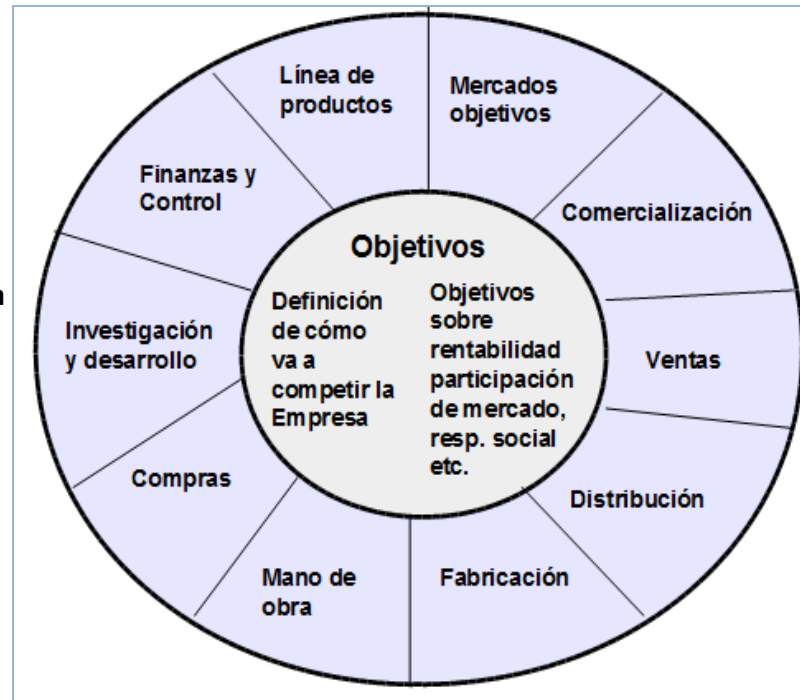 Línea de
productos
Mercados
objetivos
Comercialización
Ventas
Distribución
Fabricación
Mano de
obra
Compras
Investigación
y desarrollo
Finanzas y
Control
Objetivos
Definición
de cómo
va a
competir la
Empresa
Objetivos
sobre
rentabilidad
participación
de mercado,
resp. social
etc.